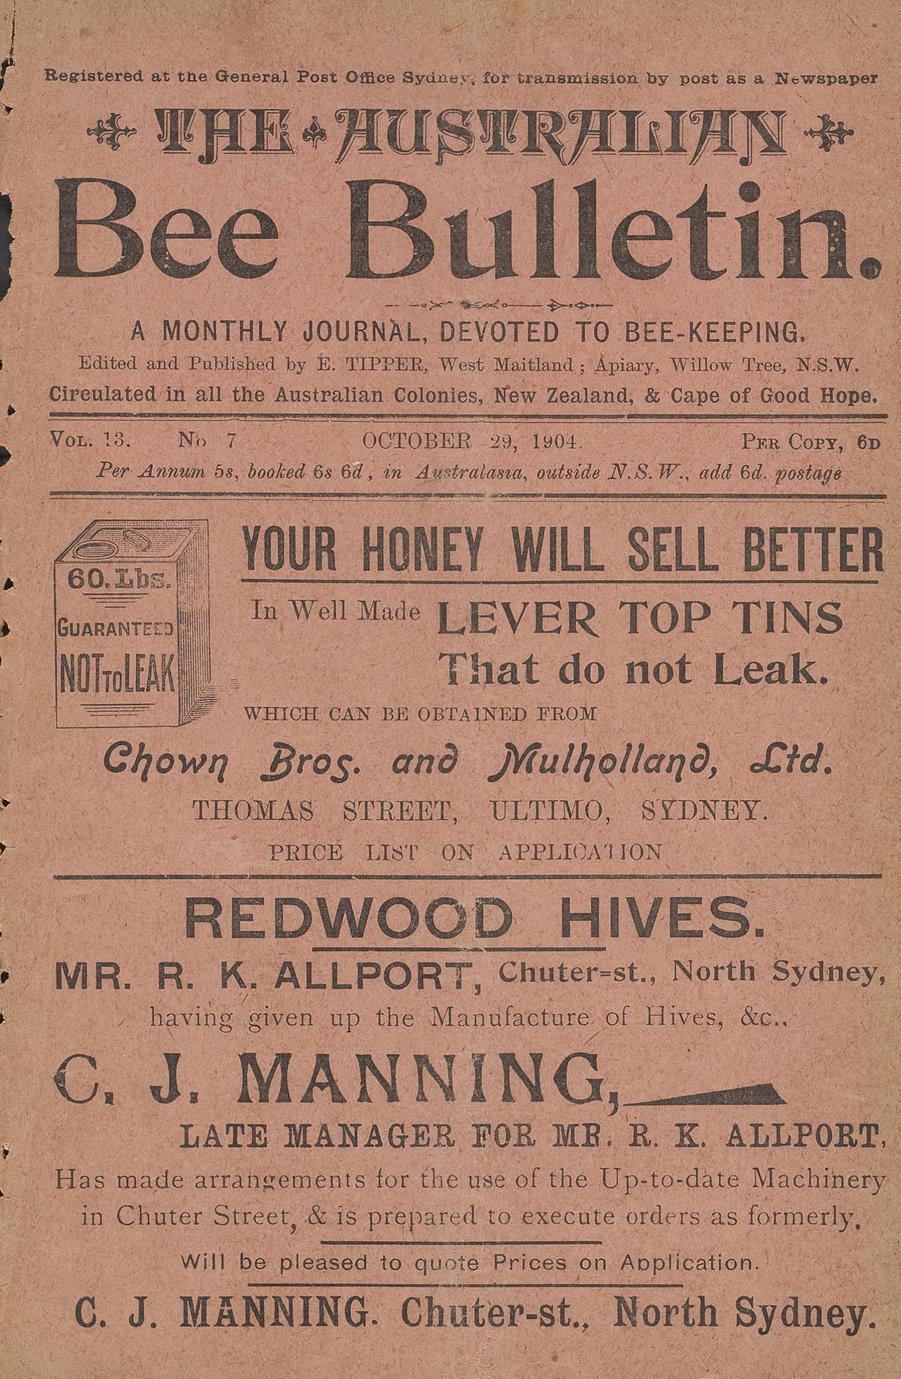 Registered at the General Post Office Sydney, for transmission by post as a Newspaper
THE AUSTRALIAN
Bee Bulletin.
A MONTHLY JOURNAL, DEVOTED TO BEE-KEEPING.
Edited and Published by E. TIPPER, West Maitland; Apiary, Willow Tree, N.S.W.
Circulated in all the Australian Colonies, New Zealand, & Cape of Good Hope.
VOL. 13. No 7 OCTOBER 29, 1904. PER COPY, 6D
Per Annum 5s, booked 6s 6d, in Australasia, outside N.S.W., add 6d. postage
60. Lbs.
GUARANTEED
NOT TO LEAK
YOUR HONEY WILL SELL BETTER
In Well Made LEVER TOP TINS
That do not Leak.
WHICH CAN BE OBTAINED FROM
Chown Bros. and Mulholland, Ltd.
THOMAS STREET, ULTIMO, SYDNEY.
PRICE LIST ON APPLICATION
REDWOOD HIVES.
MR. R. K. ALLPORT, Chuter=st., North Sydney,
having given up the Manufacture of Hives, &c.,
C. J. MANNING,
LATE MANAGER FOR MR. R. K. ALLPORT,
Has made arrangements for the use of the Up-to-date Machinery
in Chuter Street, & is prepared to execute orders as formerly.
Will be pleased to quote Prices on Application.
C. J. MANNING. Chuter-st., North Sydney.